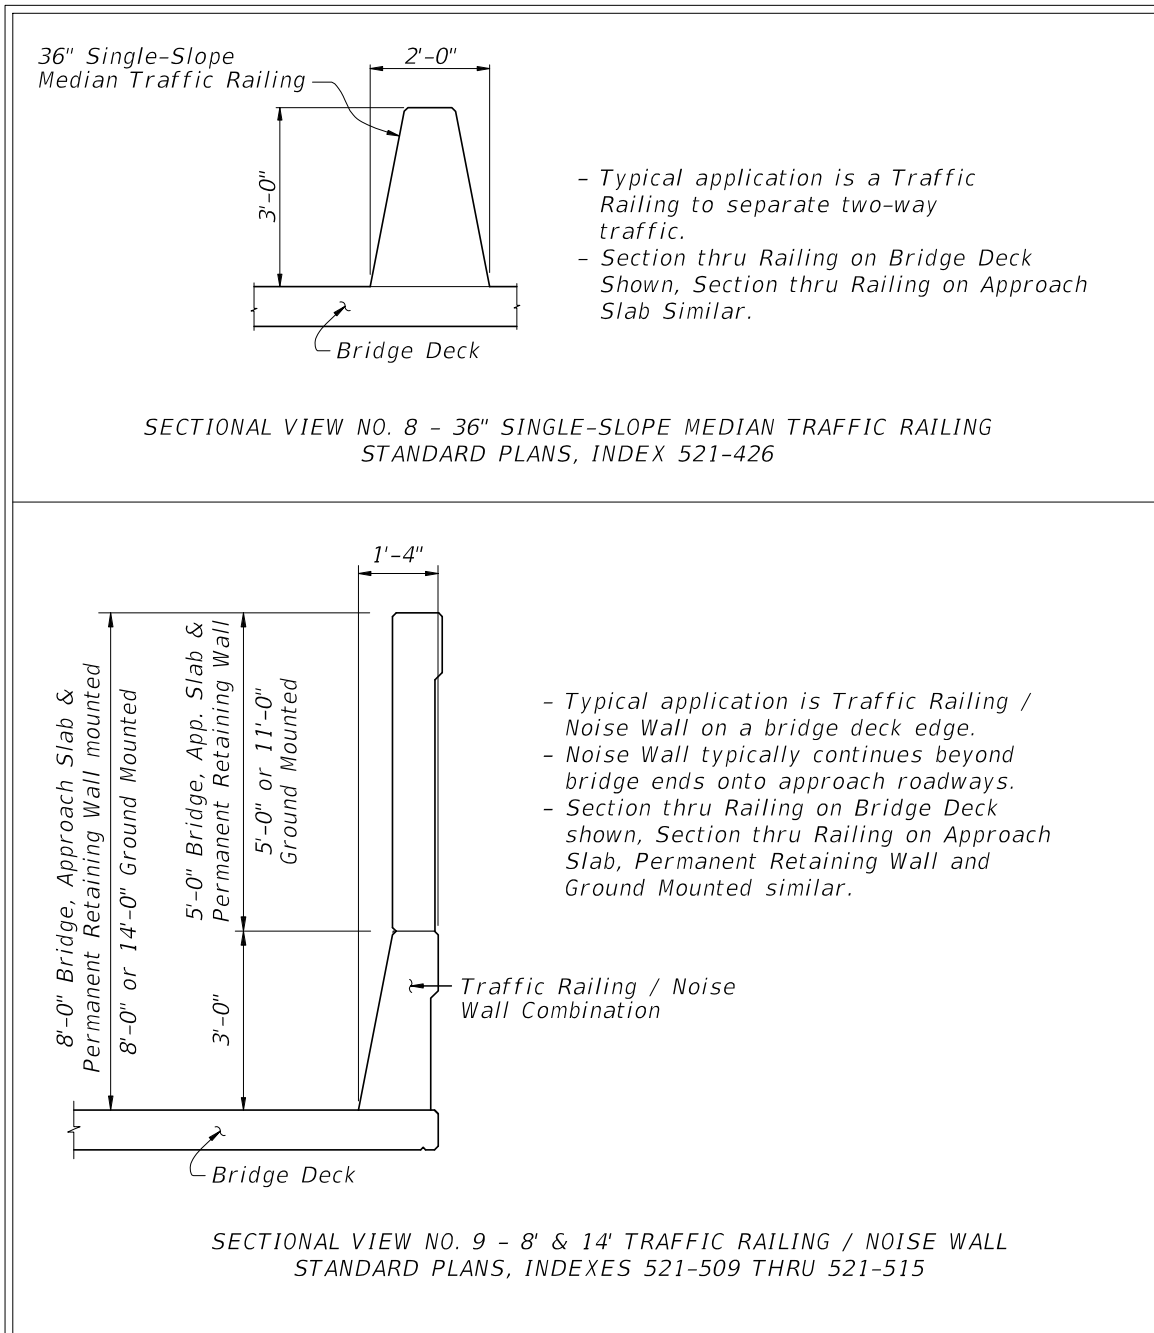 36" Single-Slope
Median Traffic Railing
2'-0"
3'-0"
Bridge Deck
- Typical application is a Traffic
Railing to separate two-way
traffic.
- Section thru Railing on Bridge Deck
Shown, Section thru Railing on Approach
Slab Similar.
SECTIONAL VIEW NO. 8 - 36" SINGLE-SLOPE MEDIAN TRAFFIC RAILING
STANDARD PLANS, INDEX 521-426
1'-4"
8'-0" Bridge, Approach Slab &
Permanent Retaining Wall mounted
8'-0" or 14'-0" Ground Mounted
5'-0" Bridge, App. Slab &
Permanent Retaining Wall
5'-0" or 11'-0"
Ground Mounted
3'-0"
- Typical application is Traffic Railing /
Noise Wall on a bridge deck edge.
- Noise Wall typically continues beyond
bridge ends onto approach roadways.
- Section thru Railing on Bridge Deck
shown, Section thru Railing on Approach
Slab, Permanent Retaining Wall and
Ground Mounted similar.
Traffic Railing / Noise
Wall Combination
Bridge Deck
SECTIONAL VIEW NO. 9 - 8' & 14' TRAFFIC RAILING / NOISE WALL
STANDARD PLANS, INDEXES 521-509 THRU 521-515